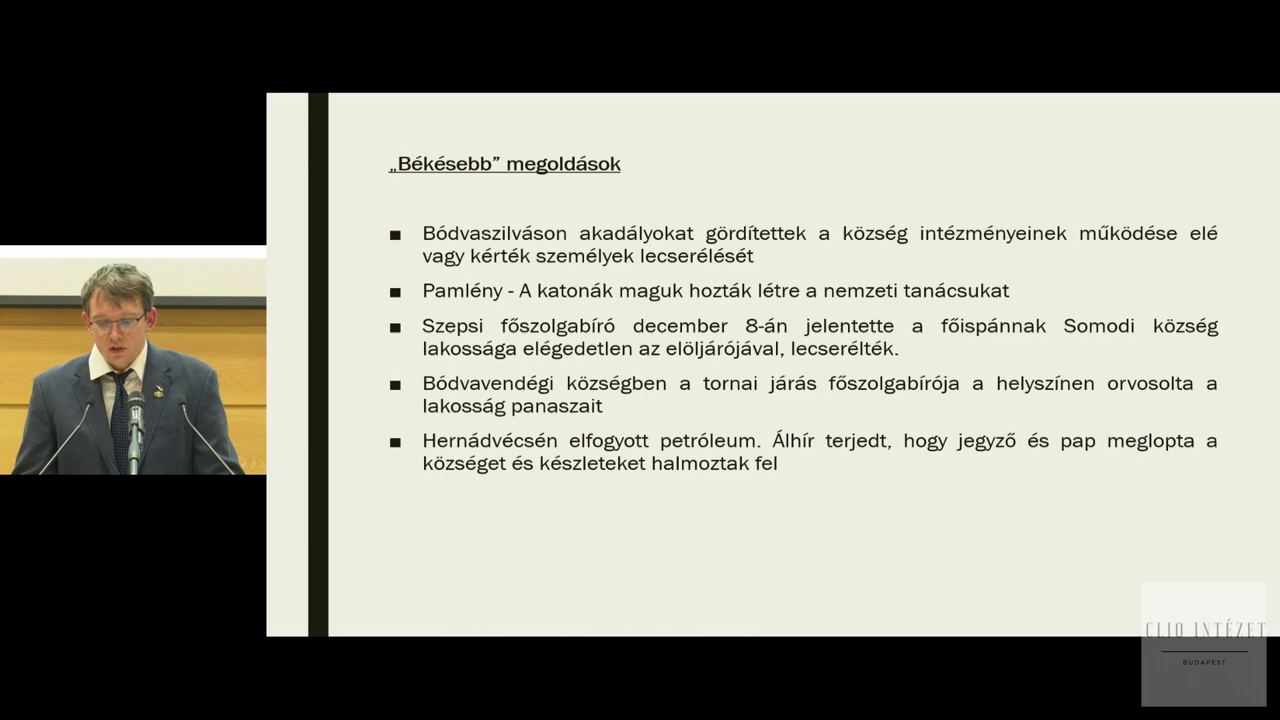 „Békésebb” megoldások
■ Bódvaszilváson akadályokat gördítettek a község intézményeinek működése elé
vagy kérték személyek lecserélését
■ Pamlény - A katonák maguk hozták létre a nemzeti tanácsukat
■ Szepsi főszolgabíró december 8-án jelentette a főispánnak Somodi község
lakossága elégedetlen az elöljárójával, lecserélték.
■ Bódvavendégi községben a tornai járás főszolgabírója a helyszínen orvosolta a
lakosság panaszait
■ Hernádvécsén elfogyott petróleum. Álhír terjedt, hogy jegyző és pap meglopta a
községet és készleteket halmoztak fel
CLIO INTÉZET
BUDAPEST